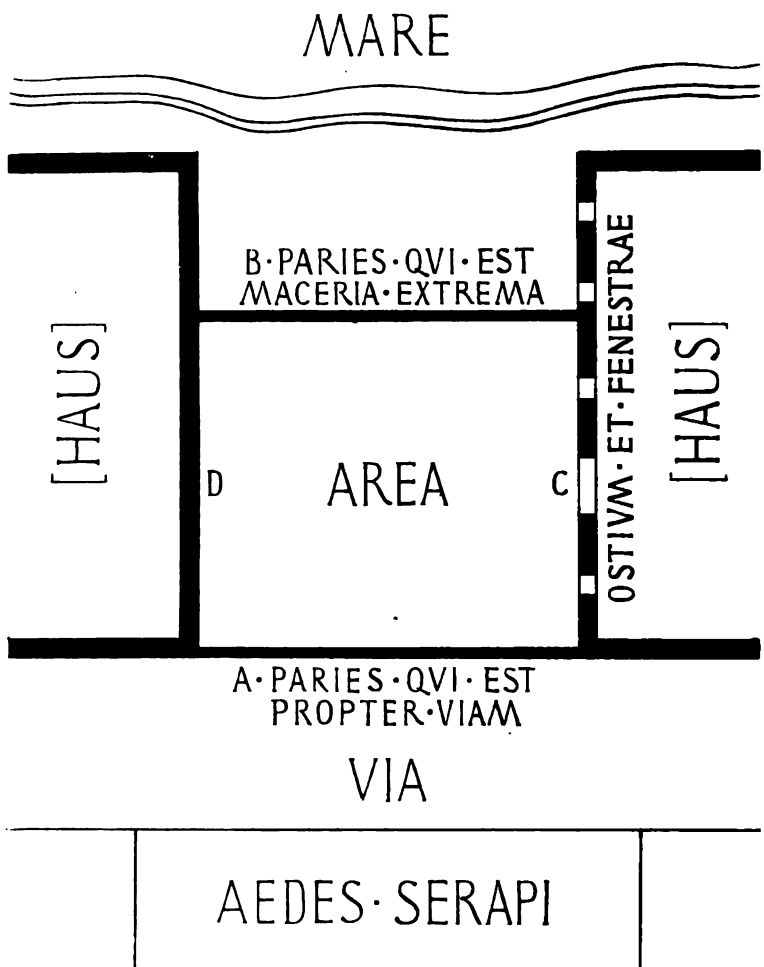 MARE
B·PARIES·QVI·EST
MACERIA·EXTREMA
[HAUS]
OSTIVM·ET·FENESTRAE
[HAUS]
D
AREA
C
A·PARIES·QVI·EST
PROPTER·VIAM
VIA
AEDES·SERAPI